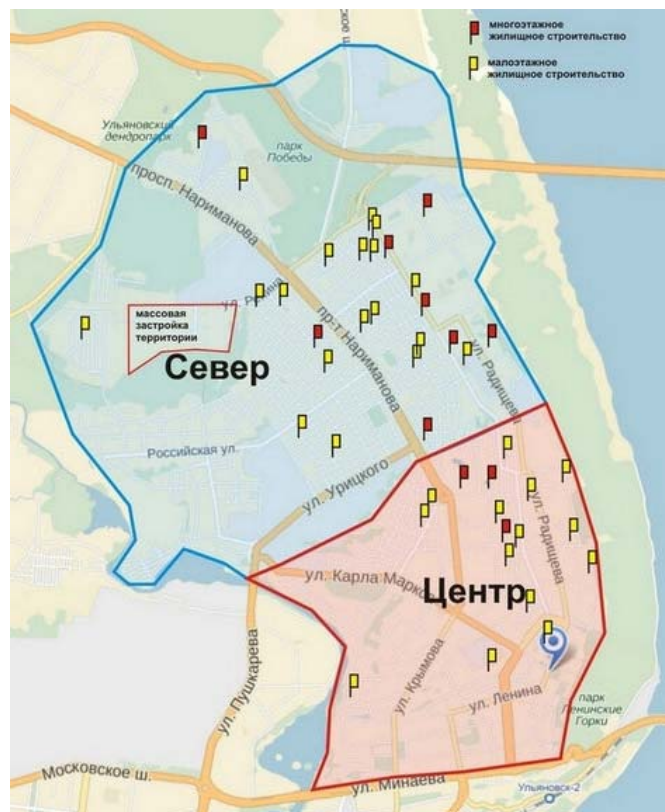 многоэтажное
жилищное строительство
малоэтажное
жилищное строительство
Ульяновский
дендропарк
парк
Победы
просп. Нариманова
ул. Репина
массовая
застройка
территории
пр-т Нариманова
Север
ул. Радищева
Российская ул.
ул. Урицкого
ул. Радищева
ул. Карла Маркса
Центр
ул. Пушкарева
ул. Крымова
ул. Ленина
парк
Ленинские
Горки
Московское ш.
ул. Минаева
Ульяновск-2